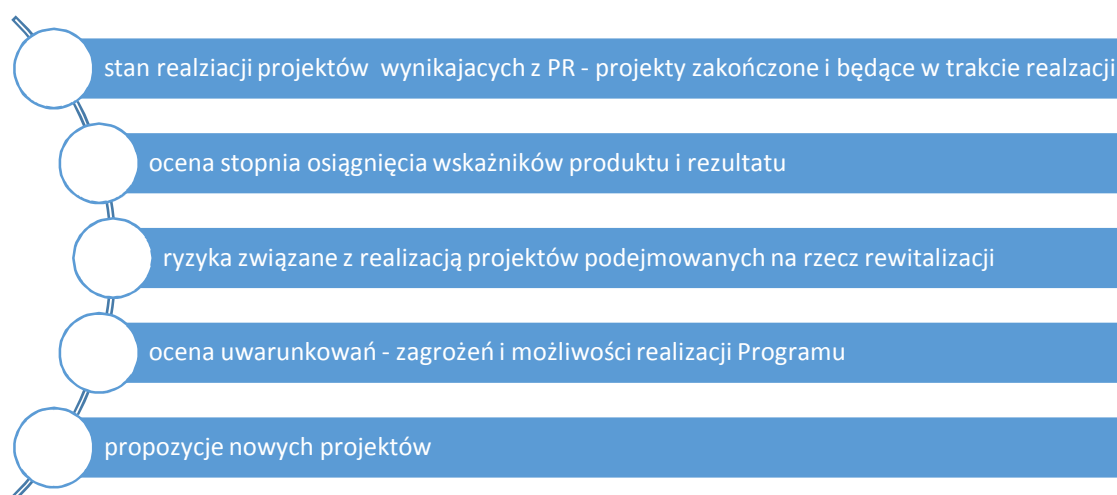 stan realziacji projektów wynikajacych z PR - projekty zakończone i będące w trakcie realzacji
ocena stopnia osiągnięcia wskażników produktu i rezultatu
ryzyka związane z realizacją projektów podejmowanych na rzecz rewitalizacji
ocena uwarunkowań - zagrożeń i możliwości realizacji Programu
propozycje nowych projektów